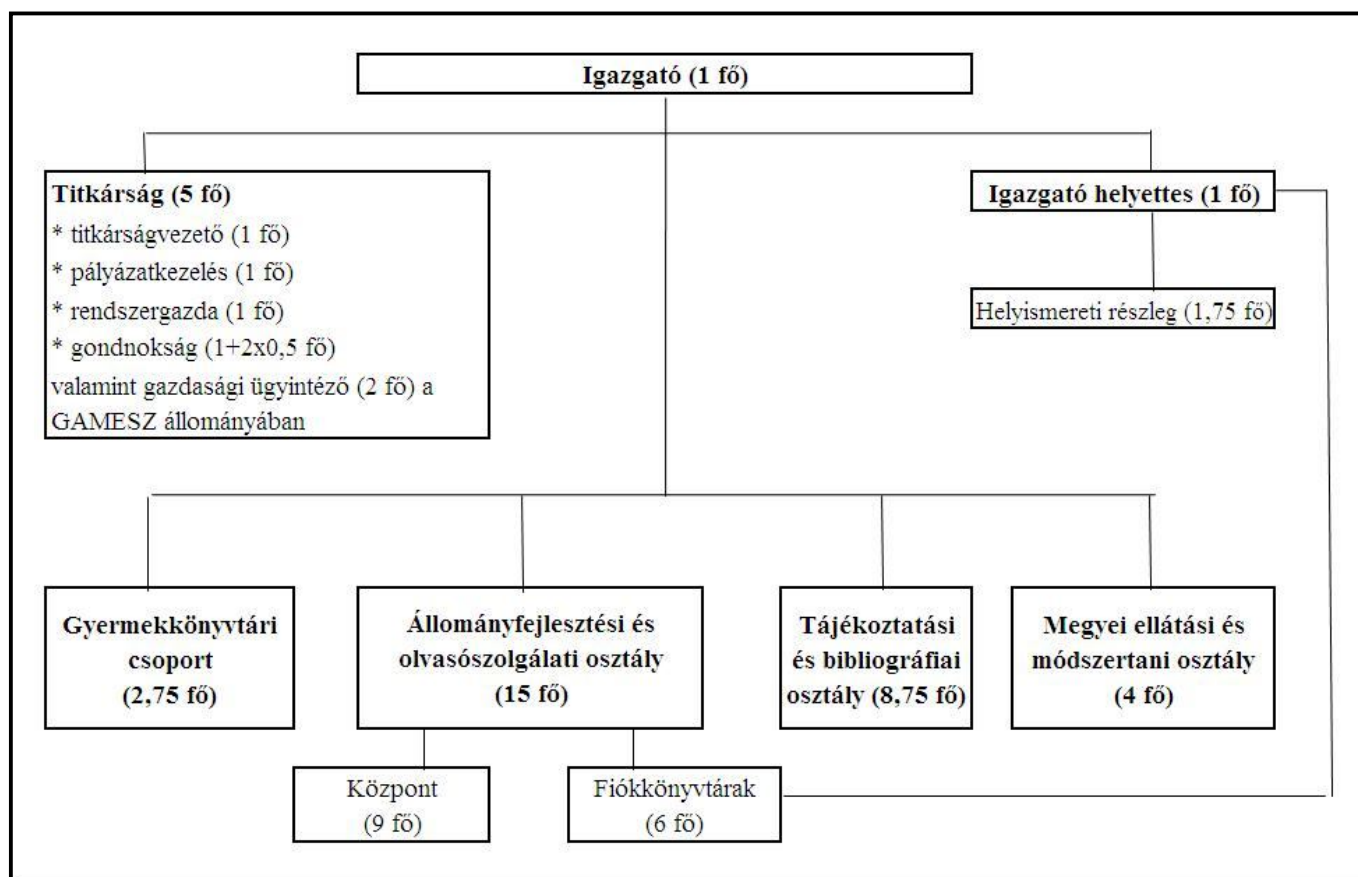 Igazgató (1 fő)
Titkárság (5 fő)
* titkárságvezető (1 fő)
* pályázatkezelés (1 fő)
* rendszergazda (1 fő)
* gondnokság (1+2x0,5 fő)
valamint gazdasági ügyintéző (2 fő) a
GAMESZ állományában
Igazgató helyettes (1 fő)
Helyismereti részleg (1,75 fő)
Gyermekkönyvtári
csoport
(2,75 fő)
Állományfejlesztési és
olvasószolgálati osztály
(15 fő)
Tájékoztatási
és bibliográfiai
osztály (8,75 fő)
Megyei ellátási és
módszertani osztály
(4 fő)
Központ
(9 fő)
Fiókkönyvtárak
(6 fő)